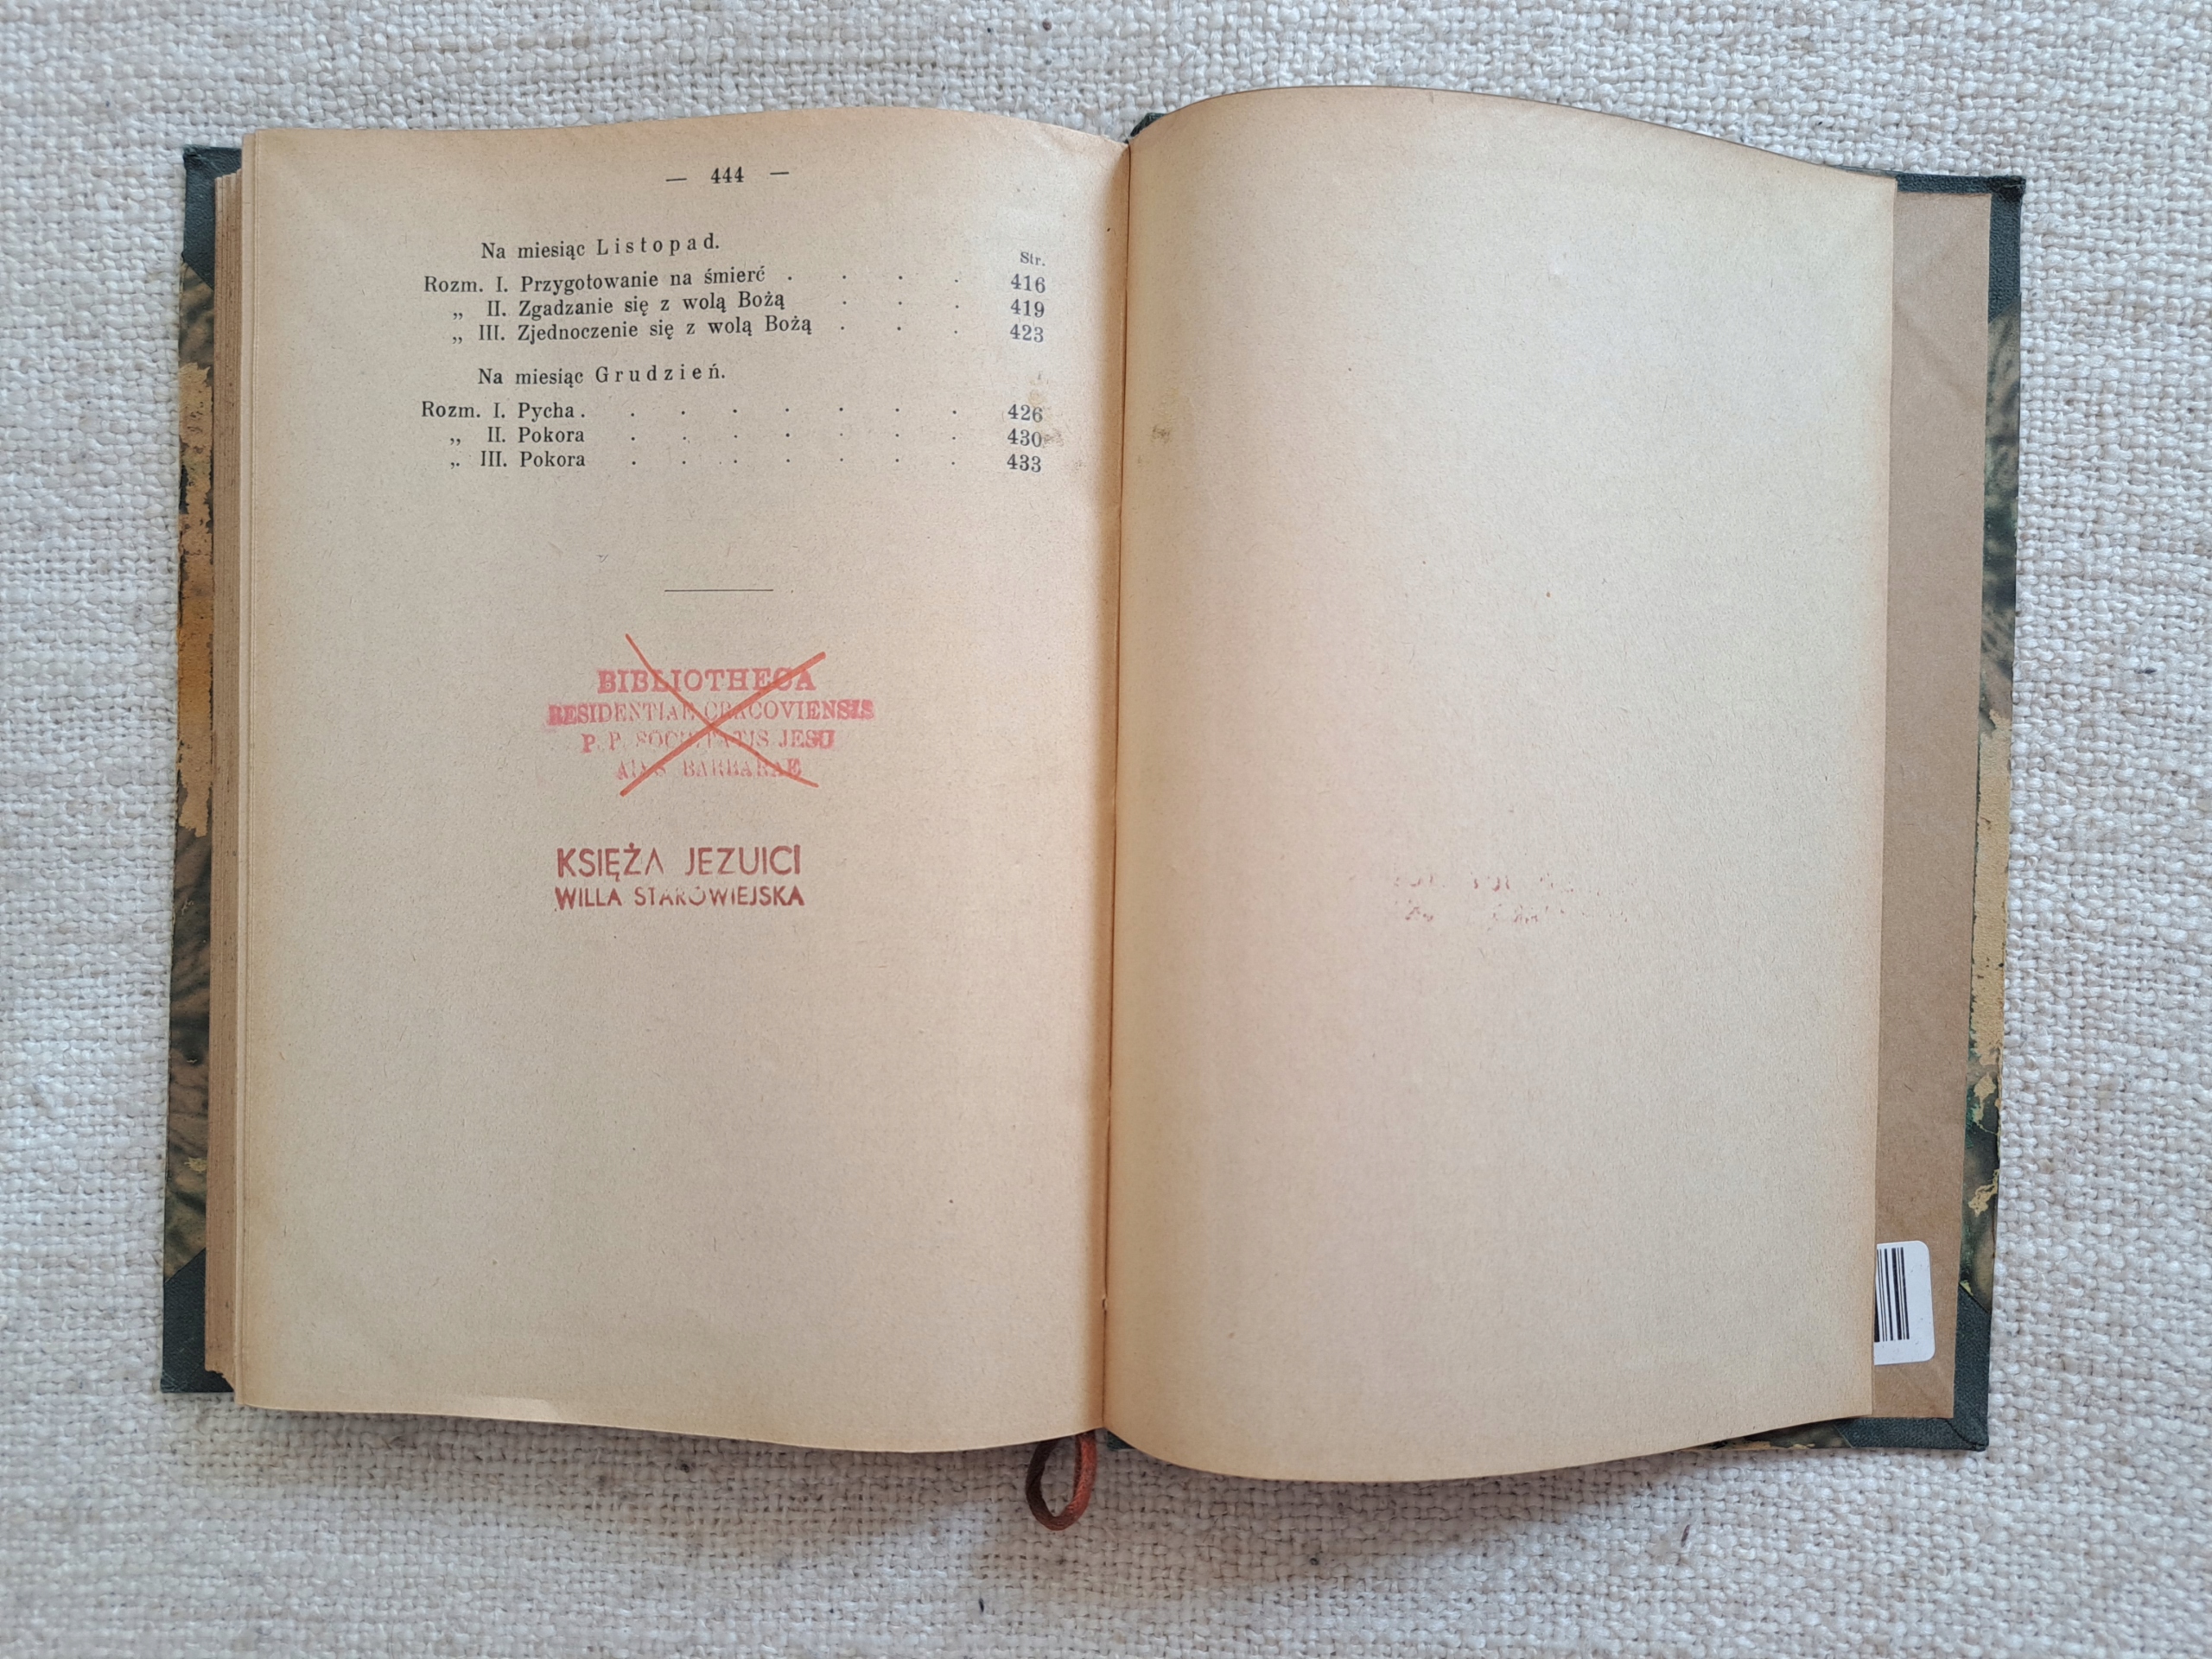 — 444 —
Na miesiąc Listopad.
Str.
Rozm. I. Przygotowanie na śmierć . . . . 416
„ II. Zgadzanie się z wolą Bożą . . . 419
„ III. Zjednoczenie się z wolą Bożą . . . 423
Na miesiąc Grudzień.
Rozm. I. Pycha . . . . . . . . 426
„ II. Pokora . . . . . . . 430
„ III. Pokora . . . . . . . 433
BIBLIOTHECA
RESIDENTIAE CRACOVIENSIS
P. P. SOCIETATIS JESU
AD S BARBARAE
KSIĘŻA JEZUICI
WILLA STAROWIEJSKA